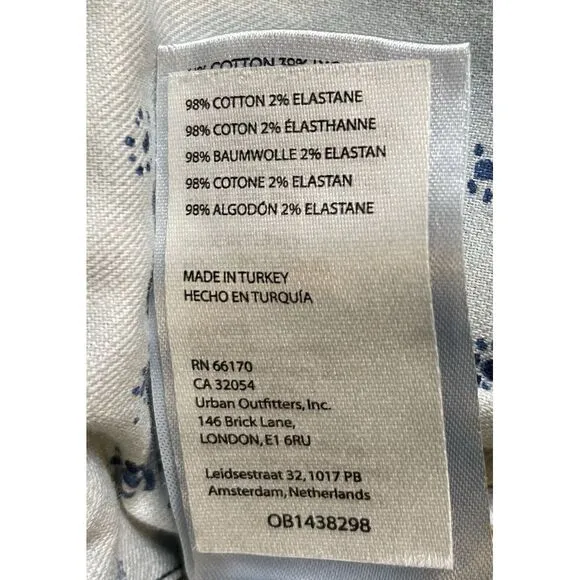 COTTON
98% COTTON 2% ELASTANE
98% COTON 2% ÉLASTHANNE
98% BAUMWOLLE 2% ELASTAN
98% COTONE 2% ELASTAN
98% ALGODÓN 2% ELASTANE
MADE IN TURKEY
HECHO EN TURQUÍA
RN 66170
CA 32054
Urban Outfitters, Inc.
146 Brick Lane,
LONDON, E1 6RU
Leidsestraat 32, 1017 PB
Amsterdam, Netherlands
OB1438298